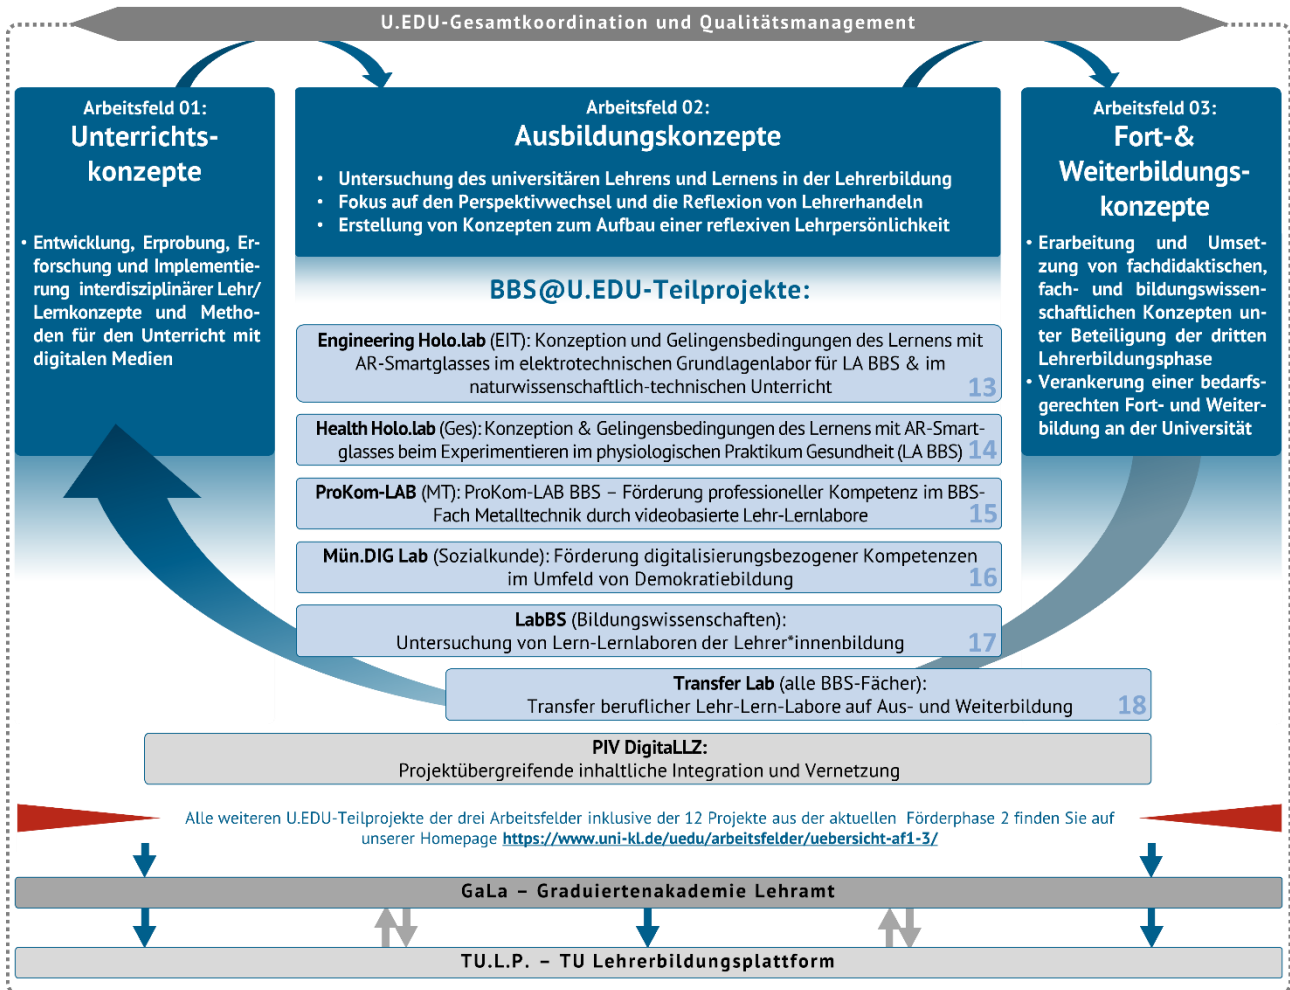 U.EDU-Gesamtkoordination und Qualitätsmanagement
Arbeitsfeld 01:
Unterrichts-
konzepte
• Entwicklung, Erprobung, Er-
forschung und Implementie-
rung interdisziplinärer Lehr/
Lernkonzepte und Metho-
den für den Unterricht mit
digitalen Medien
Arbeitsfeld 02:
Ausbildungskonzepte
• Untersuchung des universitären Lehrens und Lernens in der Lehrerbildung
• Fokus auf den Perspektivwechsel und die Reflexion von Lehrerhandeln
• Erstellung von Konzepten zum Aufbau einer reflexiven Lehrpersönlichkeit
Arbeitsfeld 03:
Fort-&
Weiterbildungs-
konzepte
• Erarbeitung und Umset-
zung von fachdidaktischen,
fach- und bildungswissen-
schaftlichen Konzepten un-
ter Beteiligung der dritten
Lehrerbildungsphase
• Verankerung einer bedarfs-
gerechten Fort- und Weiter-
bildung an der Universität
BBS@U.EDU-Teilprojekte:
Engineering Holo.lab (EIT): Konzeption und Gelingensbedingungen des Lernens mit
AR-Smartglasses im elektrotechnischen Grundlagenlabor für LA BBS & im
naturwissenschaftlich-technischen Unterricht
13
Health Holo.lab (Ges): Konzeption & Gelingensbedingungen des Lernens mit AR-Smart-
glasses beim Experimentieren im physiologischen Praktikum Gesundheit (LA BBS)
14
ProKom-LAB (MT): ProKom-LAB BBS – Förderung professioneller Kompetenz im BBS-
Fach Metalltechnik durch videobasierte Lehr-Lernlabore
15
Mün.DIG Lab (Sozialkunde): Förderung digitalisierungsbezogener Kompetenzen
im Umfeld von Demokratiebildung
16
LabBS (Bildungswissenschaften):
Untersuchung von Lern-Lernlaboren der Lehrer*innenbildung
17
Transfer Lab (alle BBS-Fächer):
Transfer beruflicher Lehr-Lern-Labore auf Aus- und Weiterbildung
18
PIV DigitaLLZ:
Projektübergreifende inhaltliche Integration und Vernetzung
Alle weiteren U.EDU-Teilprojekte der drei Arbeitsfelder inklusive der 12 Projekte aus der aktuellen Förderphase 2 finden Sie auf
unserer Homepage https://www.uni-kl.de/uedu/arbeitsfelder/uebersicht-af1-3/
GaLa – Graduiertenakademie Lehramt
TU.L.P. – TU Lehrerbildungsplattform